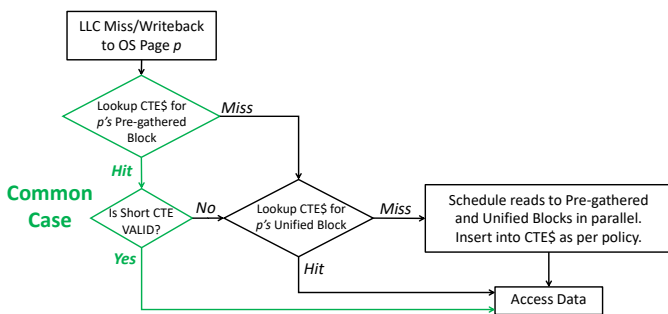 LLC Miss/Writeback
to OS Page p
Lookup CTE$ for
p's Pre-gathered
Block
Miss
Hit
Common
Case
Is Short CTE
VALID?
No
Lookup CTE$ for
p's Unified Block
Miss
Schedule reads to Pre-gathered
and Unified Blocks in parallel.
Insert into CTE$ as per policy.
Yes
Hit
Access Data